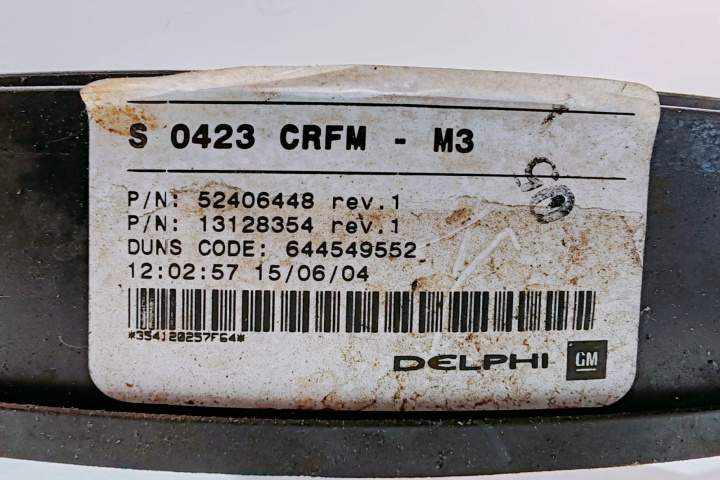 S 0423 CRFM - M3
P/N: 52406448 rev.1
P/N: 13128354 rev.1
DUNS CODE: 644549552
12:02:57 15/06/04
*354120257F64*
DELPHI GM
GO